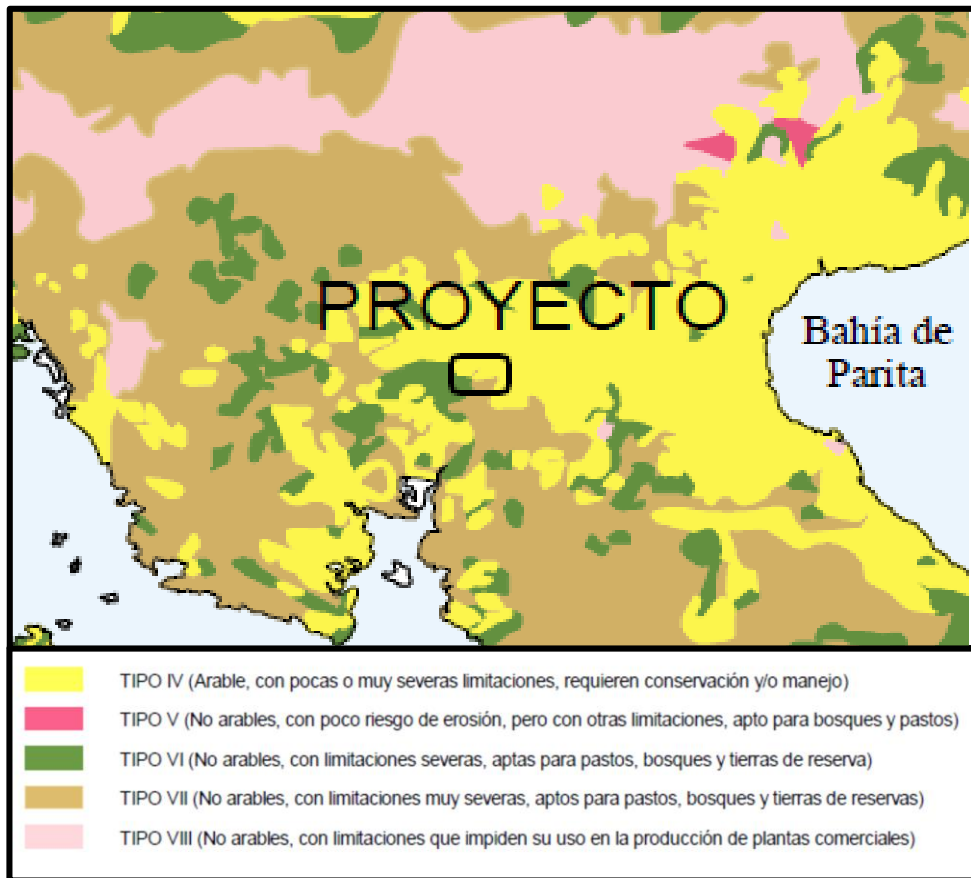 PROYECTO
Bahía de
Parita
TIPO IV (Arable, con pocas o muy severas limitaciones, requieren conservación y/o manejo)
TIPO V (No arables, con poco riesgo de erosión, pero con otras limitaciones, apto para bosques y pastos)
TIPO VI (No arables, con limitaciones severas, aptas para pastos, bosques y tierras de reserva)
TIPO VII (No arables, con limitaciones muy severas, aptos para pastos, bosques y tierras de reservas)
TIPO VIII (No arables, con limitaciones que impiden su uso en la producción de plantas comerciales)